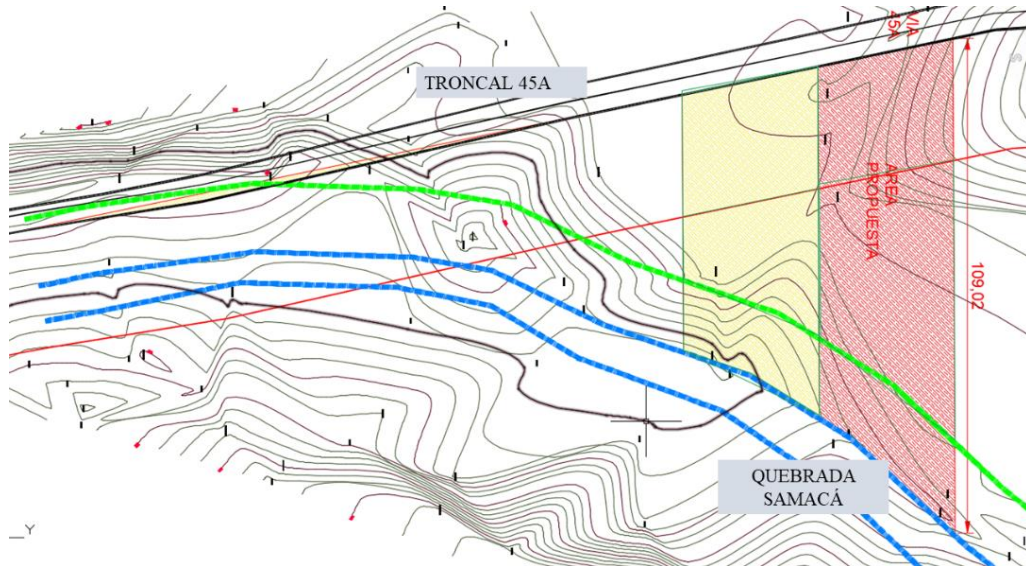 VIA
45A
TRONCAL 45A
AREA
PROPUESTA
109,02
QUEBRADA
SAMACÁ
Y